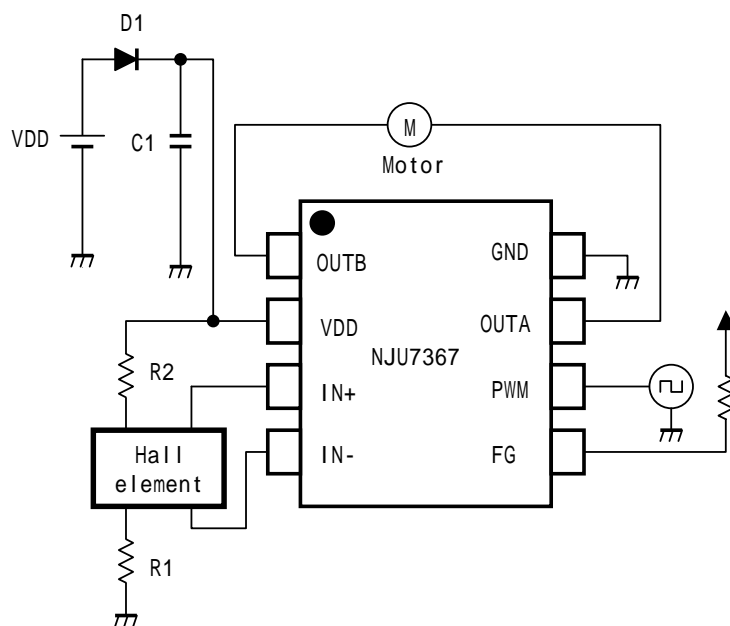 D1
VDD
C1
M
Motor
OUTB
GND
VDD
OUTA
NJU7367
R2
IN+
PWM
Hall
element
IN-
FG
R1